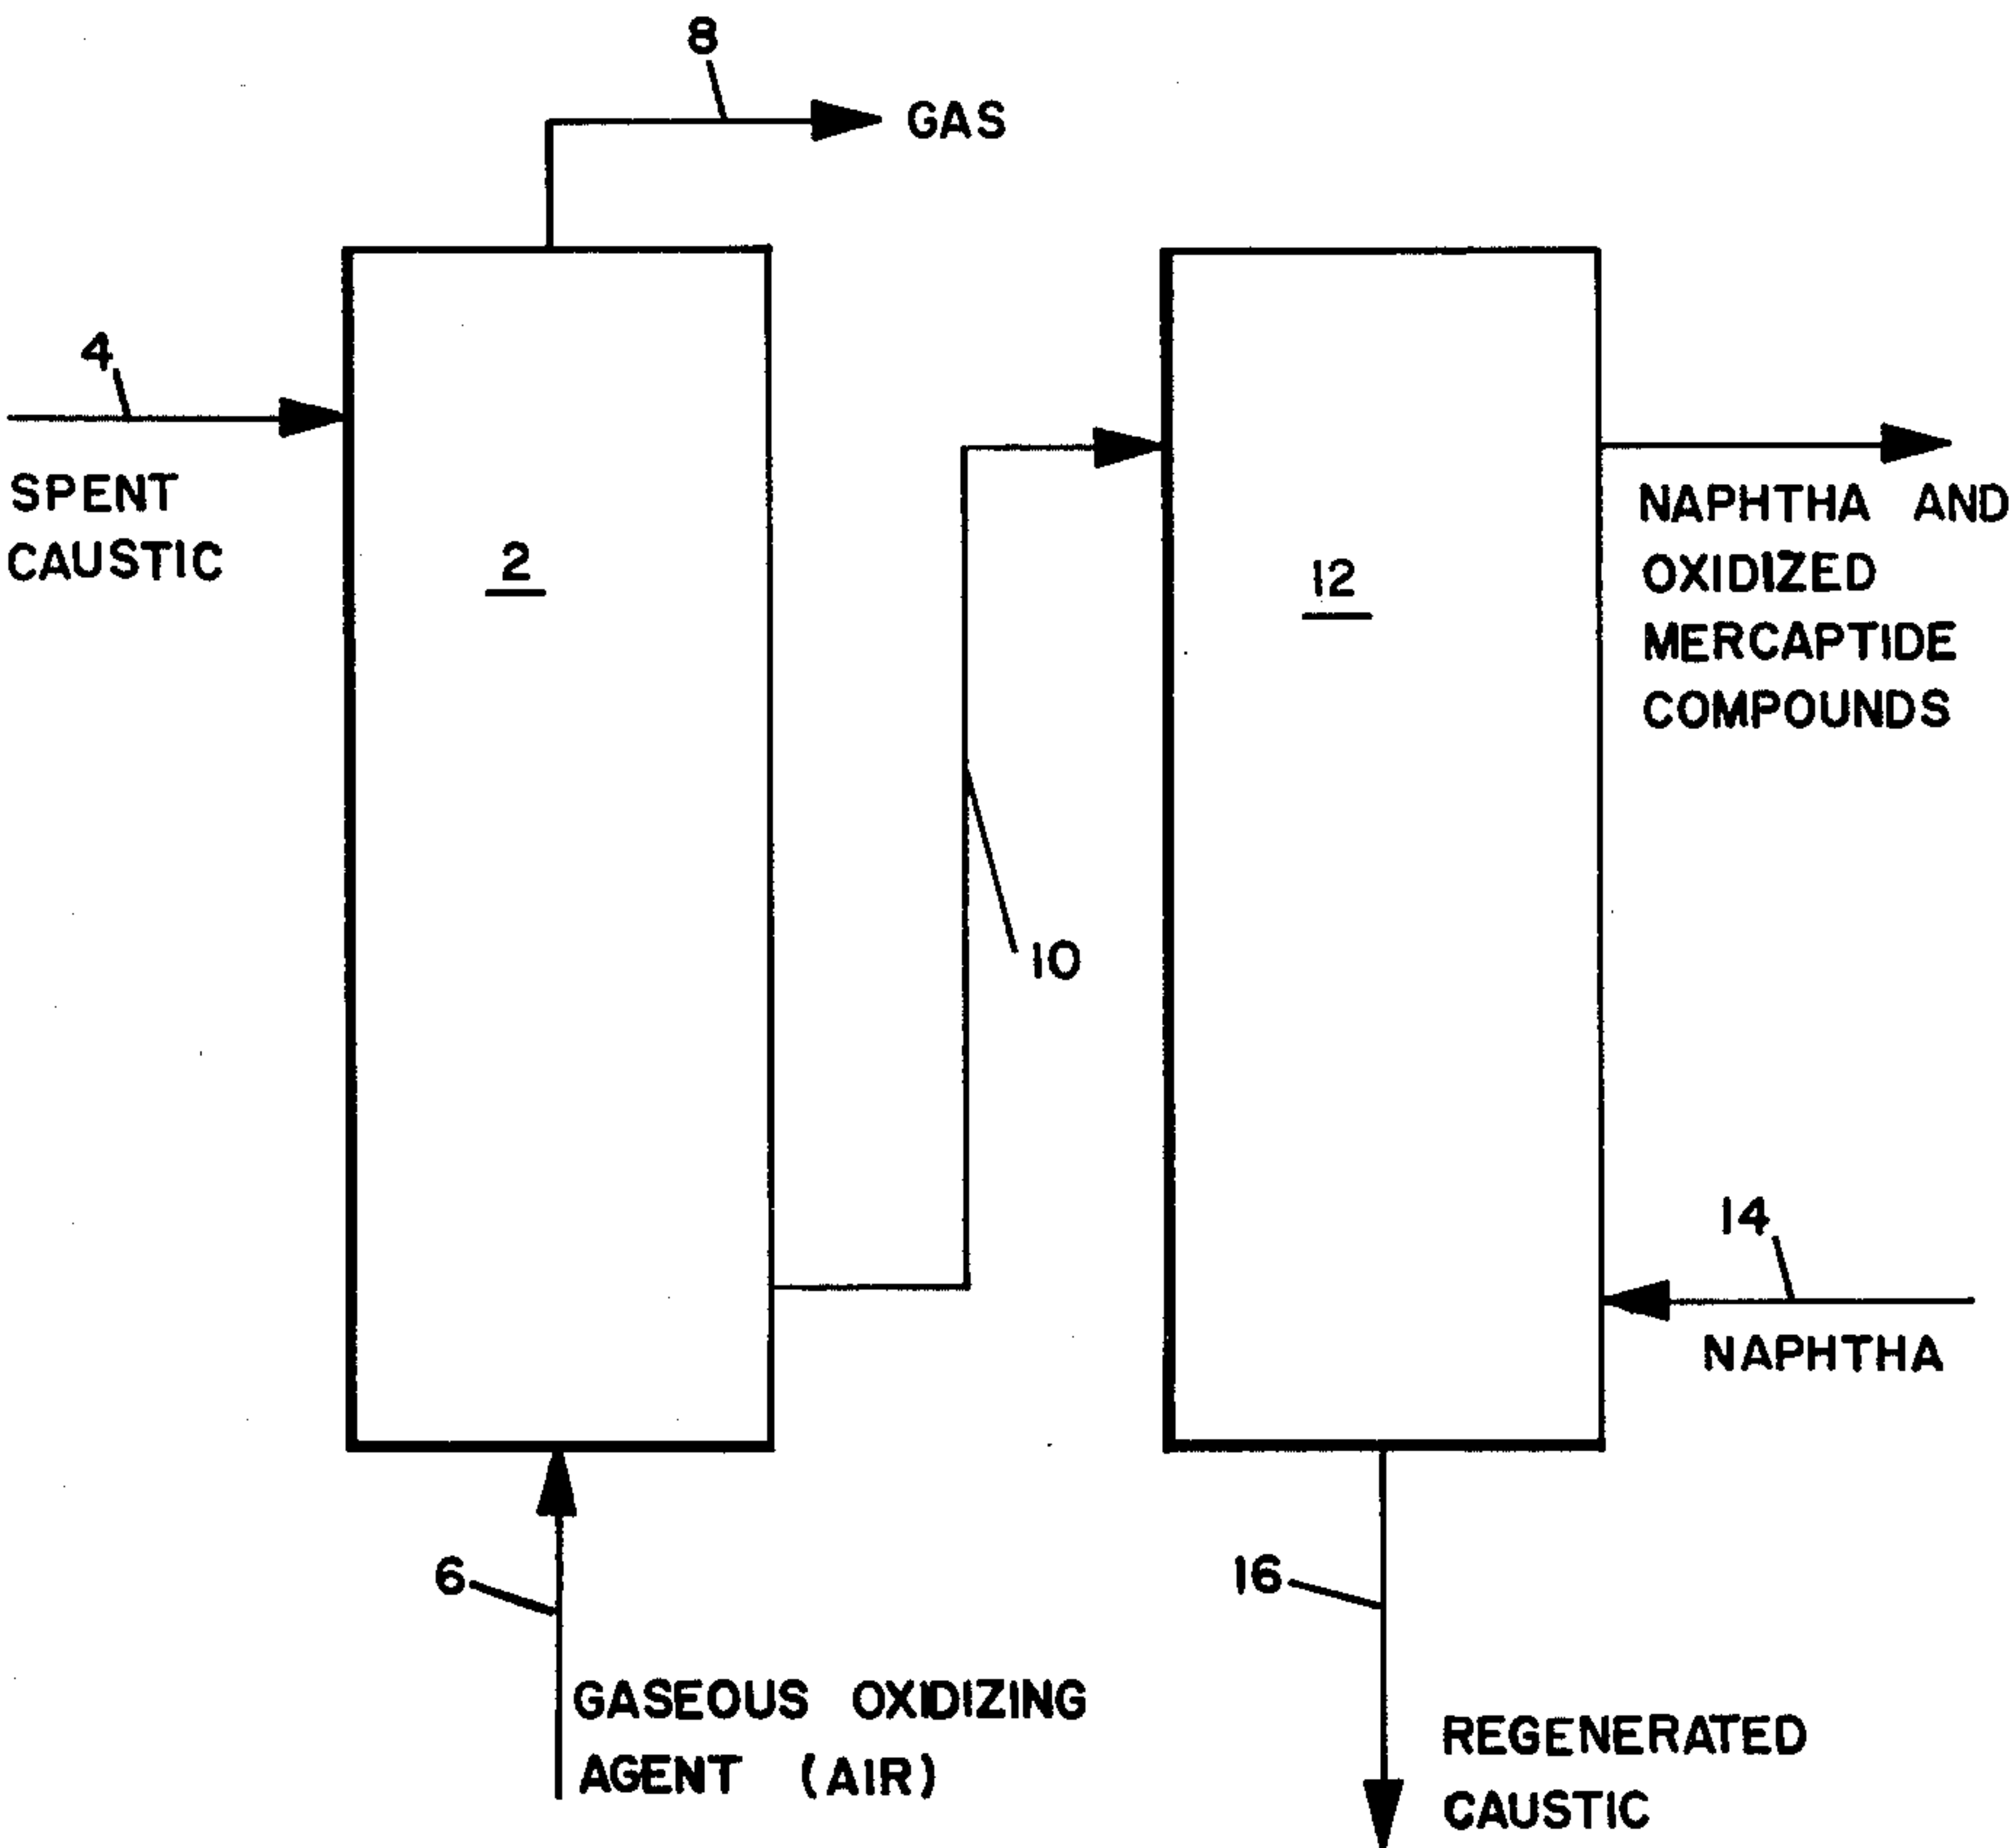 8
GAS
4
SPENT
CAUSTIC
2
12
NAPHTHA AND
OXIDIZED
MERCAPTIDE
COMPOUNDS
10
14
NAPHTHA
6
GASEOUS OXIDIZING
AGENT (AIR)
16
REGENERATED
CAUSTIC